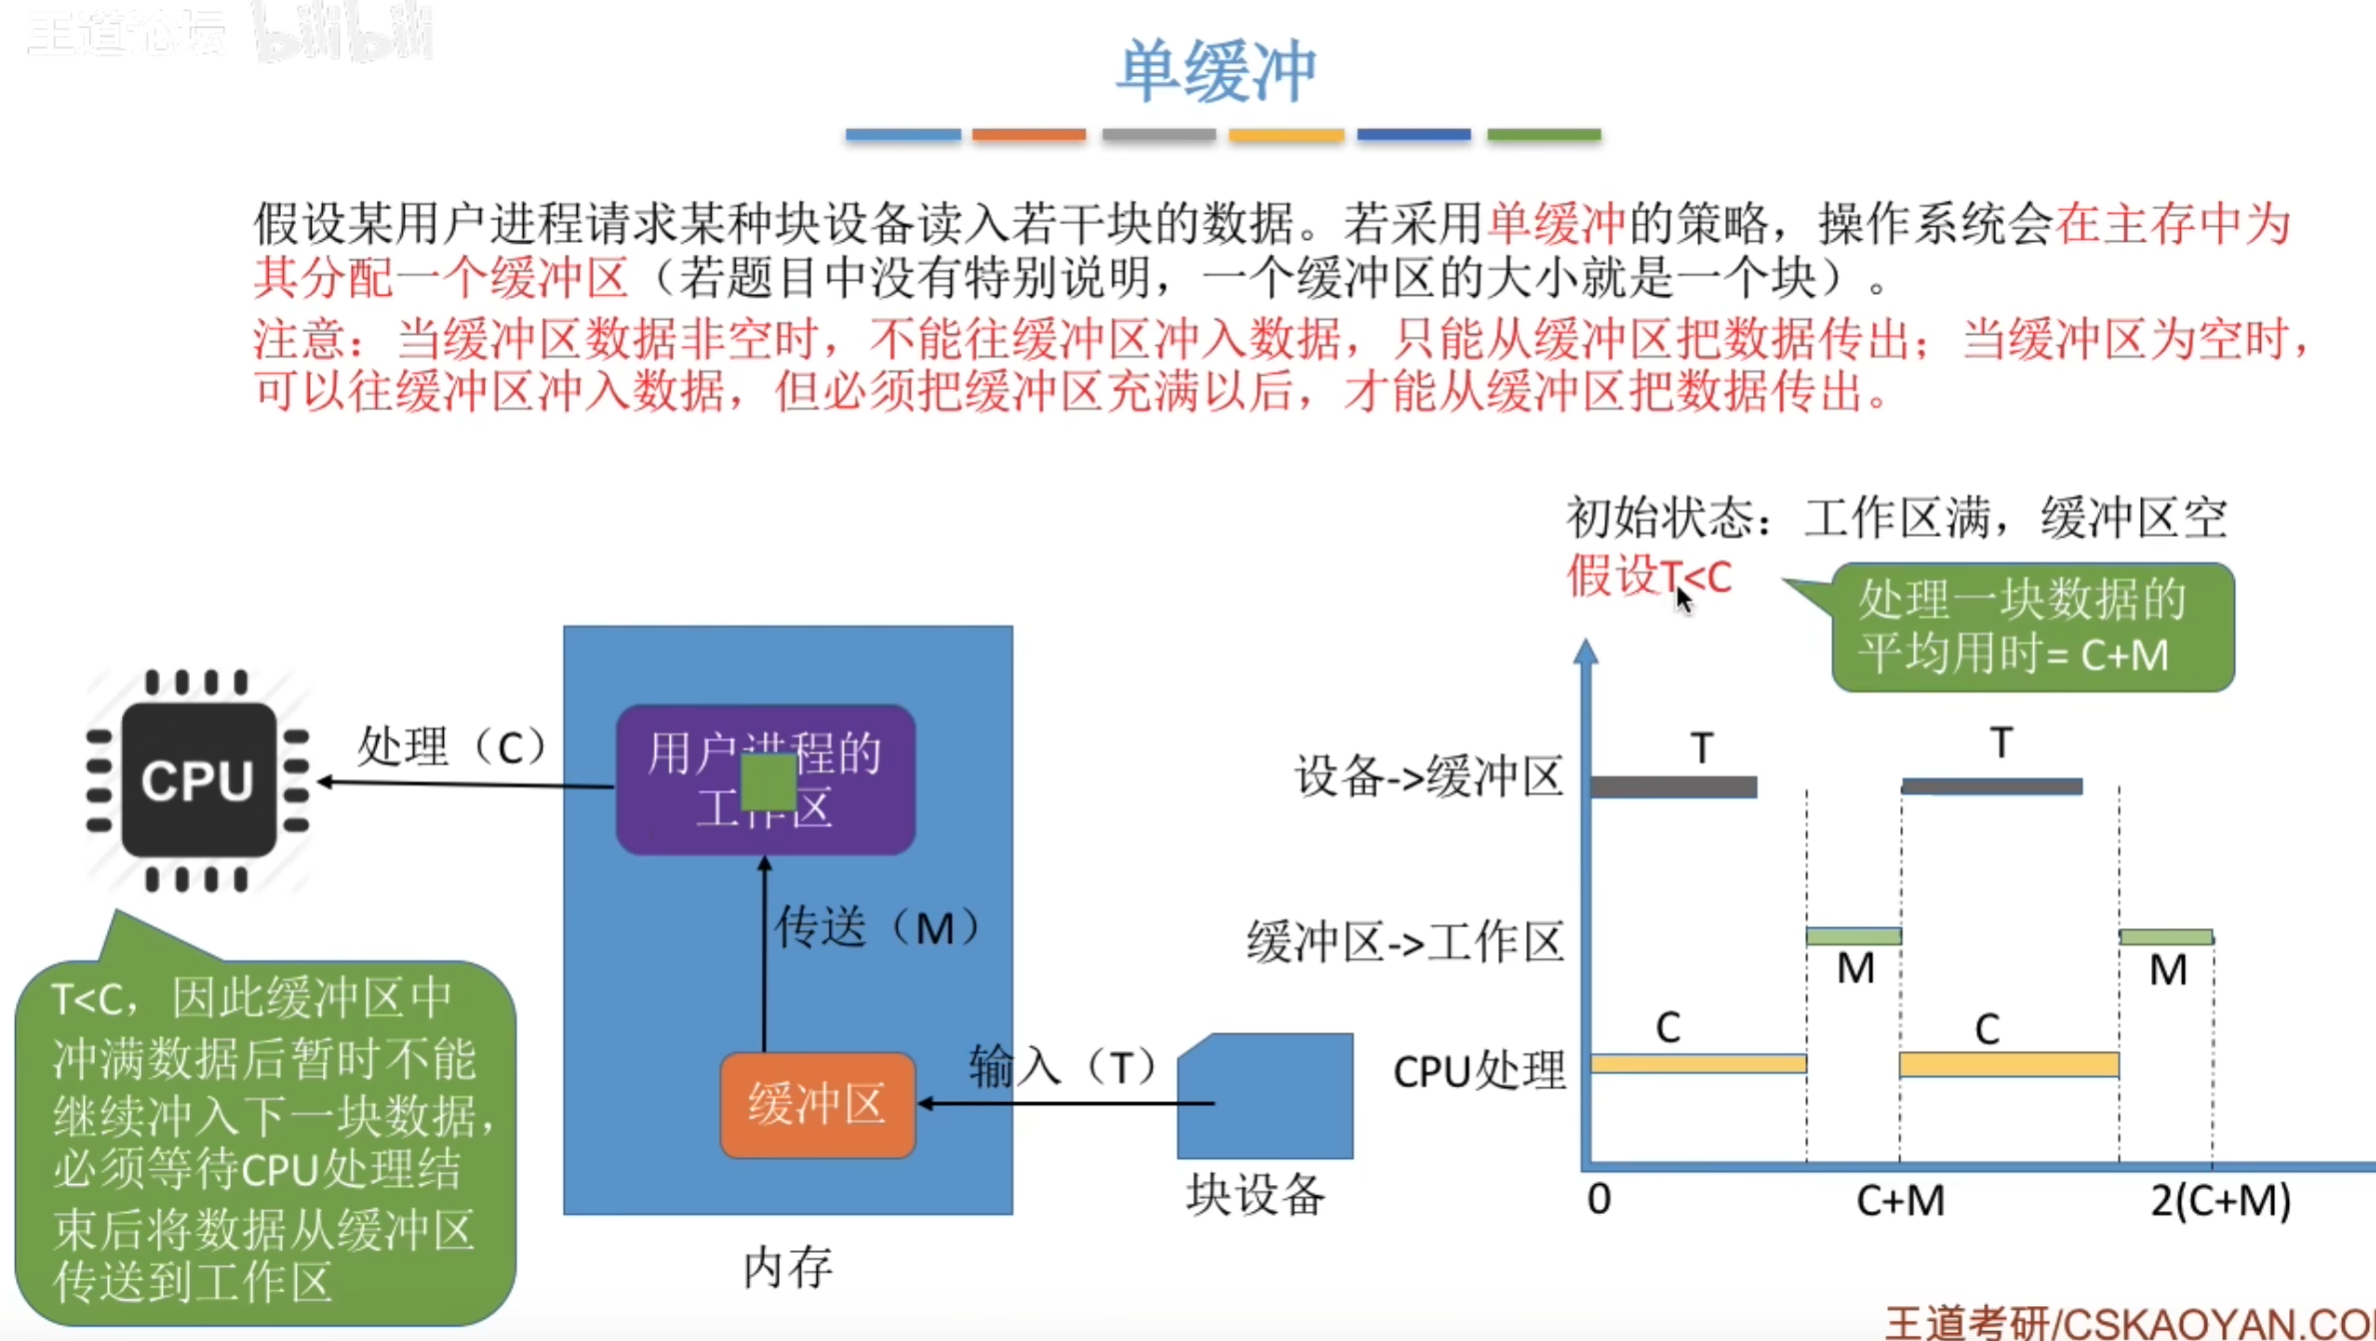 王道论坛 bilibili
单缓冲
假设某用户进程请求某种块设备读入若干块的数据。若采用单缓冲的策略，操作系统会在主存中为
其分配一个缓冲区（若题目中没有特别说明，一个缓冲区的大小就是一个块）。
注意：当缓冲区数据非空时，不能往缓冲区冲入数据，只能从缓冲区把数据传出；当缓冲区为空时，
可以往缓冲区冲入数据，但必须把缓冲区充满以后，才能从缓冲区把数据传出。
初始状态：工作区满，缓冲区空
假设T<C
处理一块数据的
平均用时= C+M
CPU
处理（C）
用户进程的
工作区
传送（M）
缓冲区
输入（T）
块设备
内存
T<C，因此缓冲区中
冲满数据后暂时不能
继续冲入下一块数据，
必须等待CPU处理结
束后将数据从缓冲区
传送到工作区
T
T
设备->缓冲区
缓冲区->工作区
M
M
C
C
CPU处理
0
C+M
2(C+M)
王道考研/CSKAOYAN.CO